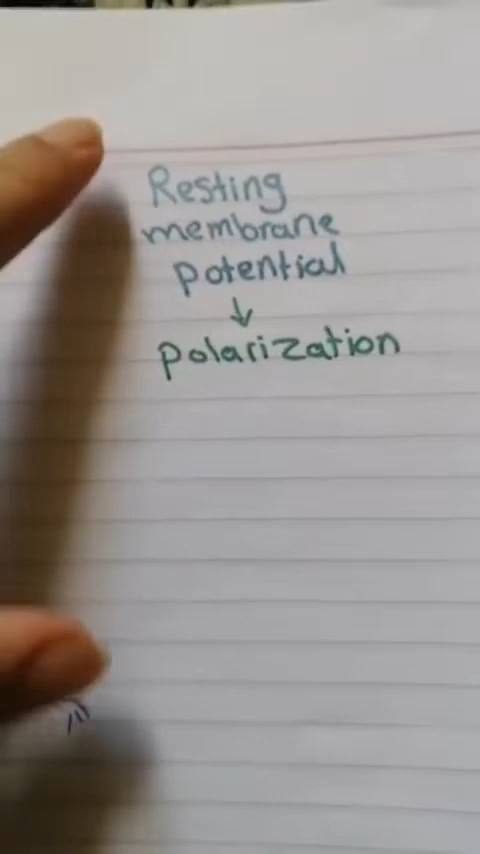 Resting
membrane
potential
↓
polarization